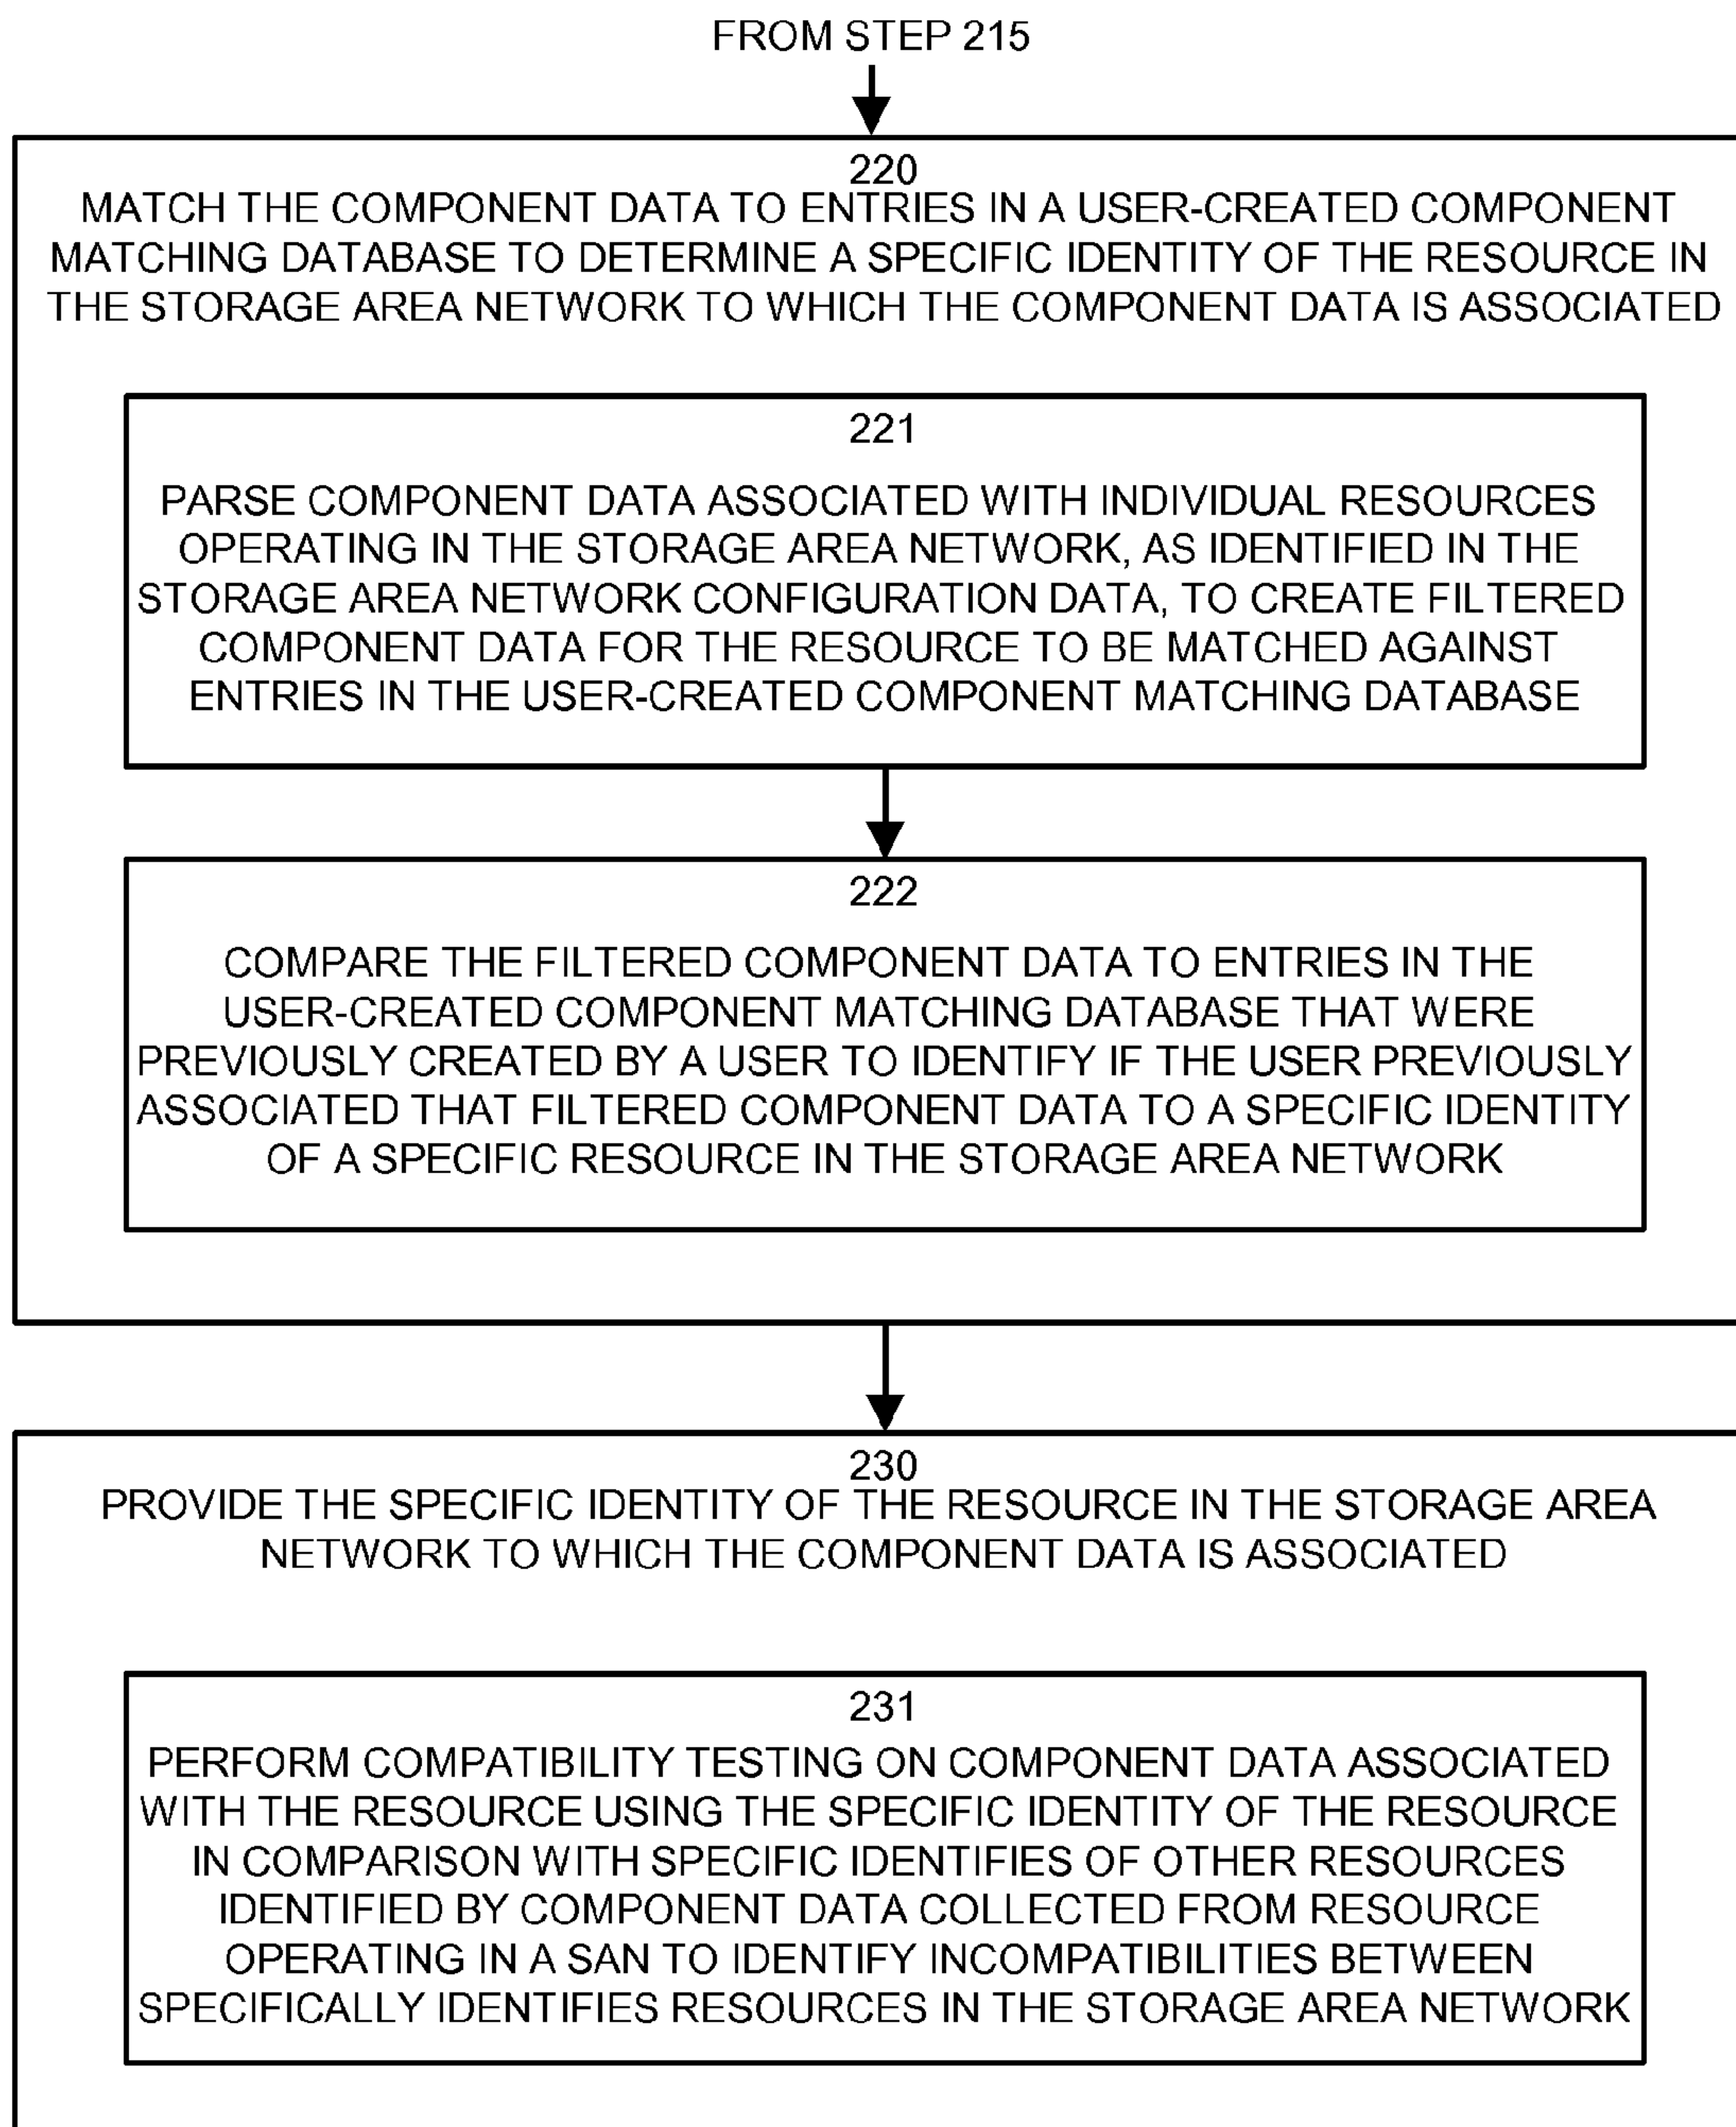 FROM STEP 215
220
MATCH THE COMPONENT DATA TO ENTRIES IN A USER-CREATED COMPONENT
MATCHING DATABASE TO DETERMINE A SPECIFIC IDENTITY OF THE RESOURCE IN
THE STORAGE AREA NETWORK TO WHICH THE COMPONENT DATA IS ASSOCIATED
221
PARSE COMPONENT DATA ASSOCIATED WITH INDIVIDUAL RESOURCES
OPERATING IN THE STORAGE AREA NETWORK, AS IDENTIFIED IN THE
STORAGE AREA NETWORK CONFIGURATION DATA, TO CREATE FILTERED
COMPONENT DATA FOR THE RESOURCE TO BE MATCHED AGAINST
ENTRIES IN THE USER-CREATED COMPONENT MATCHING DATABASE
222
COMPARE THE FILTERED COMPONENT DATA TO ENTRIES IN THE
USER-CREATED COMPONENT MATCHING DATABASE THAT WERE
PREVIOUSLY CREATED BY A USER TO IDENTIFY IF THE USER PREVIOUSLY
ASSOCIATED THAT FILTERED COMPONENT DATA TO A SPECIFIC IDENTITY
OF A SPECIFIC RESOURCE IN THE STORAGE AREA NETWORK
230
PROVIDE THE SPECIFIC IDENTITY OF THE RESOURCE IN THE STORAGE AREA
NETWORK TO WHICH THE COMPONENT DATA IS ASSOCIATED
231
PERFORM COMPATIBILITY TESTING ON COMPONENT DATA ASSOCIATED
WITH THE RESOURCE USING THE SPECIFIC IDENTITY OF THE RESOURCE
IN COMPARISON WITH SPECIFIC IDENTIFIES OF OTHER RESOURCES
IDENTIFIED BY COMPONENT DATA COLLECTED FROM RESOURCE
OPERATING IN A SAN TO IDENTIFY INCOMPATIBILITIES BETWEEN
SPECIFICALLY IDENTIFIES RESOURCES IN THE STORAGE AREA NETWORK